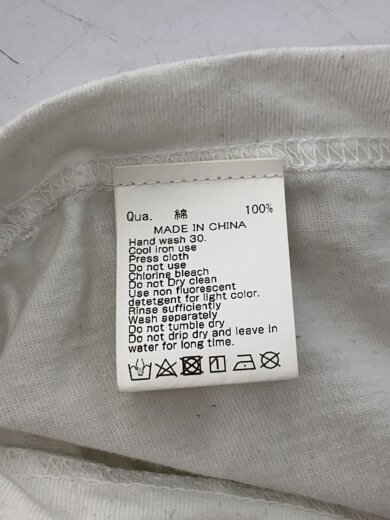 Qua. 綿 100%
MADE IN CHINA
Hand wash 30.
Cool iron use
Press cloth
Do not use
Chlorine bleach
Do not Dry clean
Use non fluorescent
detetgent for light color.
Rinse sufficiently
Wash separately
Do not tumble dry
Do not drip dry and leave in
water for long time.